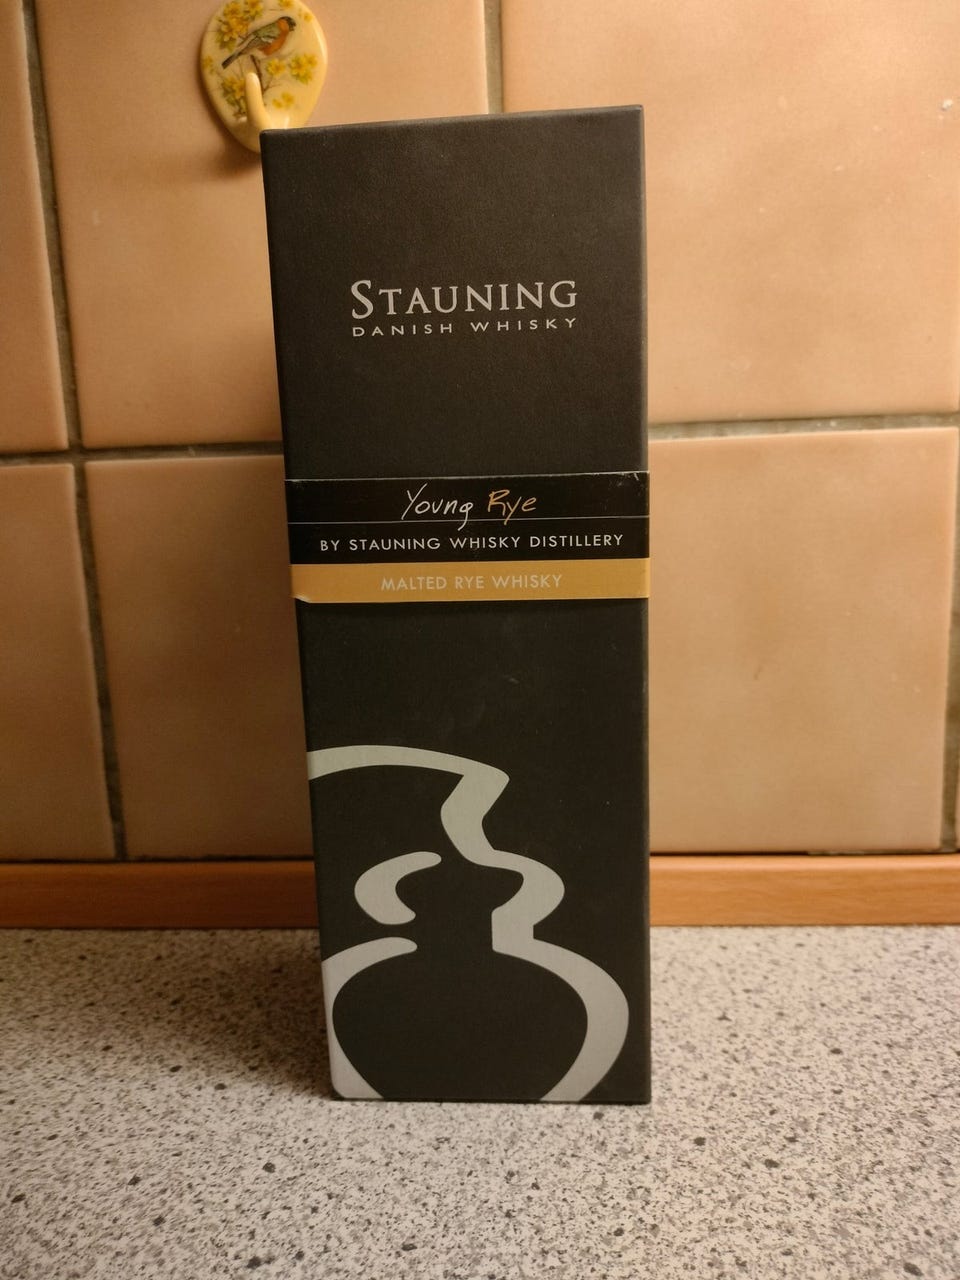 STAUNING
DANISH WHISKY
Young Rye
BY STAUNING WHISKY DISTILLERY
MALTED RYE WHISKY